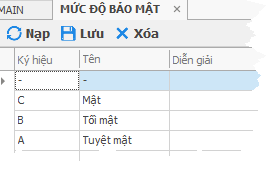 MAIN MỨC ĐỘ BẢO MẬT
Nạp Lưu Xóa
Ký hiệu Tên Diễn giải
- -
C Mật
B Tối mật
A Tuyệt mật